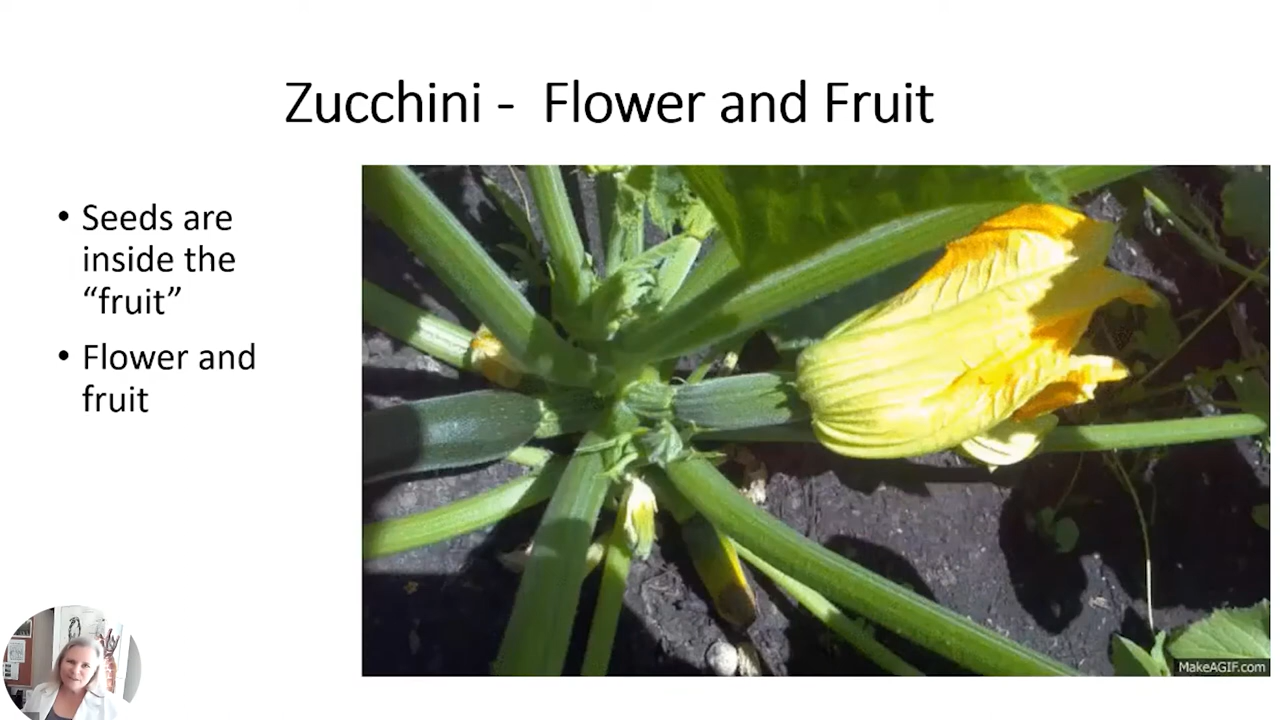 Zucchini - Flower and Fruit
• Seeds are
inside the
“fruit”
• Flower and
fruit
MakeAGIF.com